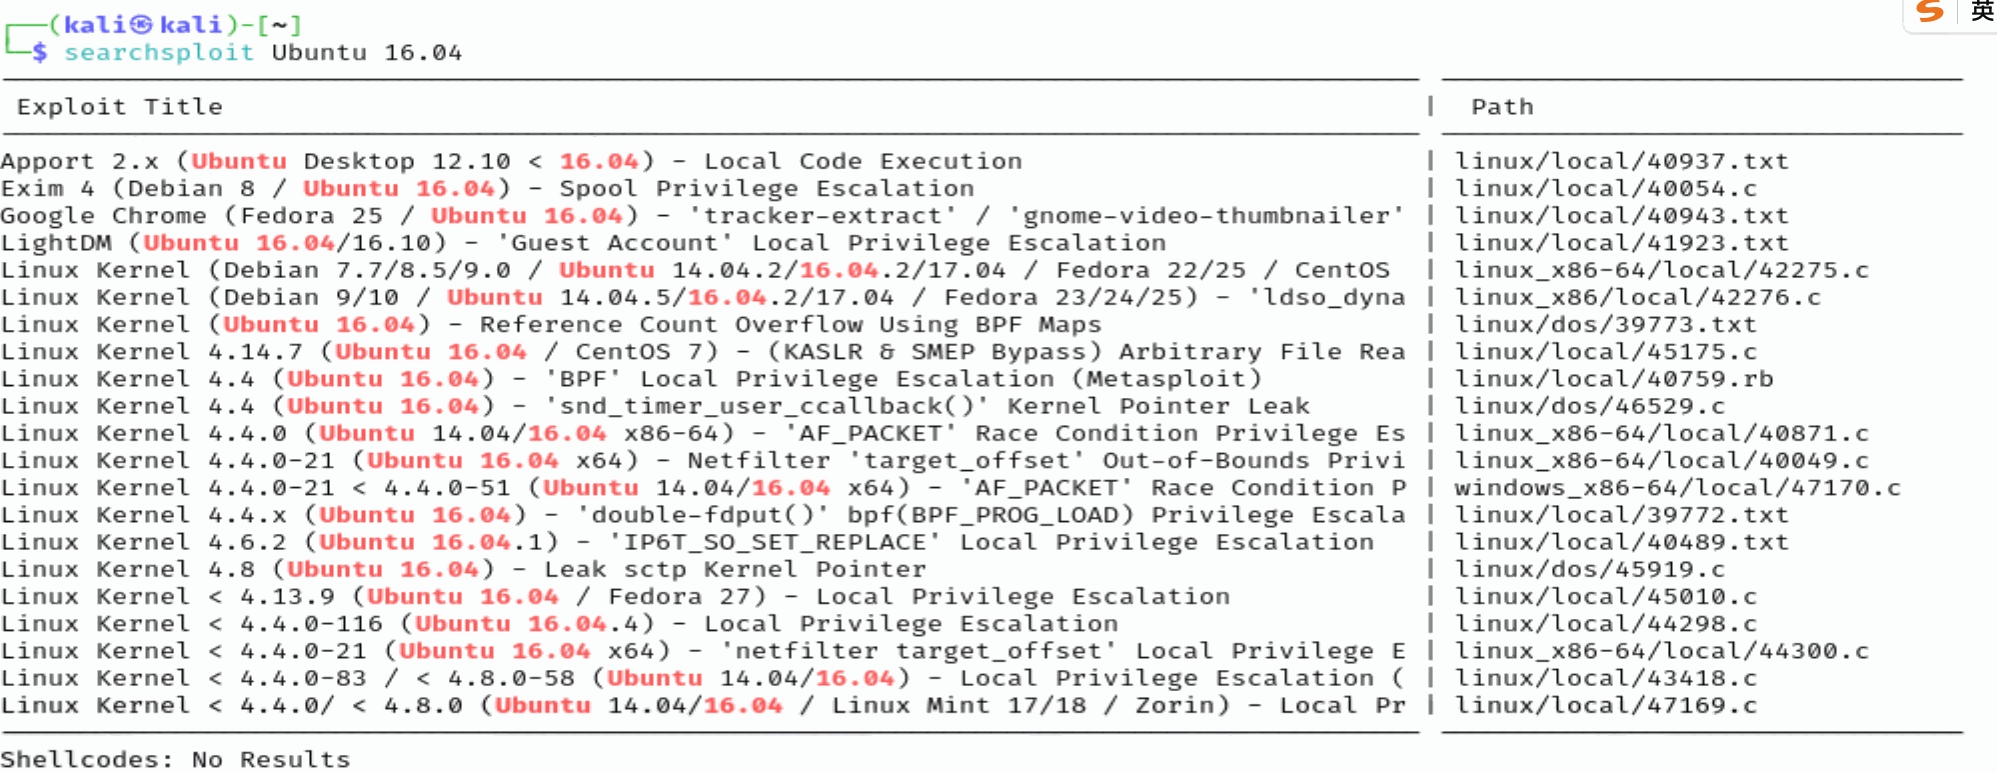 (kali㉿kali)-[~] 英
$ searchsploit Ubuntu 16.04
Exploit Title | Path
Apport 2.x (Ubuntu Desktop 12.10 < 16.04) - Local Code Execution | linux/local/40937.txt
Exim 4 (Debian 8 / Ubuntu 16.04) - Spool Privilege Escalation | linux/local/40054.c
Google Chrome (Fedora 25 / Ubuntu 16.04) - 'tracker-extract' / 'gnome-video-thumbnailer' | linux/local/40943.txt
LightDM (Ubuntu 16.04/16.10) - 'Guest Account' Local Privilege Escalation | linux/local/41923.txt
Linux Kernel (Debian 7.7/8.5/9.0 / Ubuntu 14.04.2/16.04.2/17.04 / Fedora 22/25 / CentOS | linux_x86-64/local/42275.c
Linux Kernel (Debian 9/10 / Ubuntu 14.04.5/16.04.2/17.04 / Fedora 23/24/25) - 'ldso_dyna | linux_x86/local/42276.c
Linux Kernel (Ubuntu 16.04) - Reference Count Overflow Using BPF Maps | linux/dos/39773.txt
Linux Kernel 4.14.7 (Ubuntu 16.04 / CentOS 7) - (KASLR & SMEP Bypass) Arbitrary File Rea | linux/local/45175.c
Linux Kernel 4.4 (Ubuntu 16.04) - 'BPF' Local Privilege Escalation (Metasploit) | linux/local/40759.rb
Linux Kernel 4.4 (Ubuntu 16.04) - 'snd_timer_user_ccallback()' Kernel Pointer Leak | linux/dos/46529.c
Linux Kernel 4.4.0 (Ubuntu 14.04/16.04 x86-64) - 'AF_PACKET' Race Condition Privilege Es | linux_x86-64/local/40871.c
Linux Kernel 4.4.0-21 (Ubuntu 16.04 x64) - Netfilter 'target_offset' Out-of-Bounds Privi | linux_x86-64/local/40049.c
Linux Kernel 4.4.0-21 < 4.4.0-51 (Ubuntu 14.04/16.04 x64) - 'AF_PACKET' Race Condition P | windows_x86-64/local/47170.c
Linux Kernel 4.4.x (Ubuntu 16.04) - 'double-fdput()' bpf(BPF_PROG_LOAD) Privilege Escala | linux/local/39772.txt
Linux Kernel 4.6.2 (Ubuntu 16.04.1) - 'IP6T_SO_SET_REPLACE' Local Privilege Escalation | linux/local/40489.txt
Linux Kernel 4.8 (Ubuntu 16.04) - Leak sctp Kernel Pointer | linux/dos/45919.c
Linux Kernel < 4.13.9 (Ubuntu 16.04 / Fedora 27) - Local Privilege Escalation | linux/local/45010.c
Linux Kernel < 4.4.0-116 (Ubuntu 16.04.4) - Local Privilege Escalation | linux/local/44298.c
Linux Kernel < 4.4.0-21 (Ubuntu 16.04 x64) - 'netfilter target_offset' Local Privilege E | linux_x86-64/local/44300.c
Linux Kernel < 4.4.0-83 / < 4.8.0-58 (Ubuntu 14.04/16.04) - Local Privilege Escalation ( | linux/local/43418.c
Linux Kernel < 4.4.0/ < 4.8.0 (Ubuntu 14.04/16.04 / Linux Mint 17/18 / Zorin) - Local Pr | linux/local/47169.c
Shellcodes: No Results